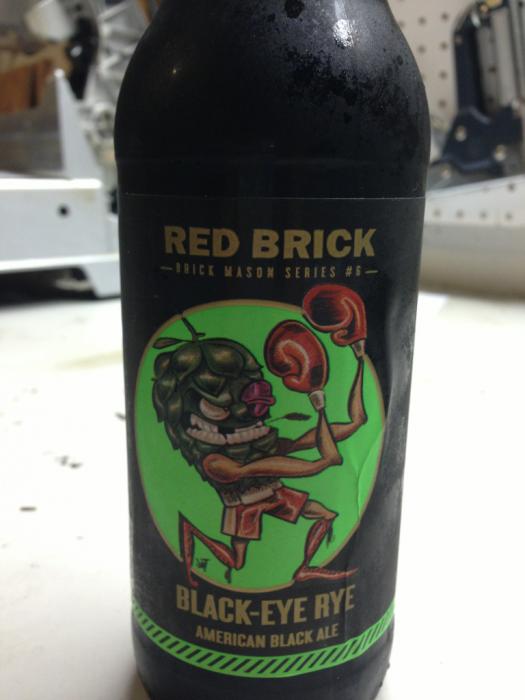 RED BRICK
BRICK MASON SERIES #6
BLACK-EYE RYE
AMERICAN BLACK ALE